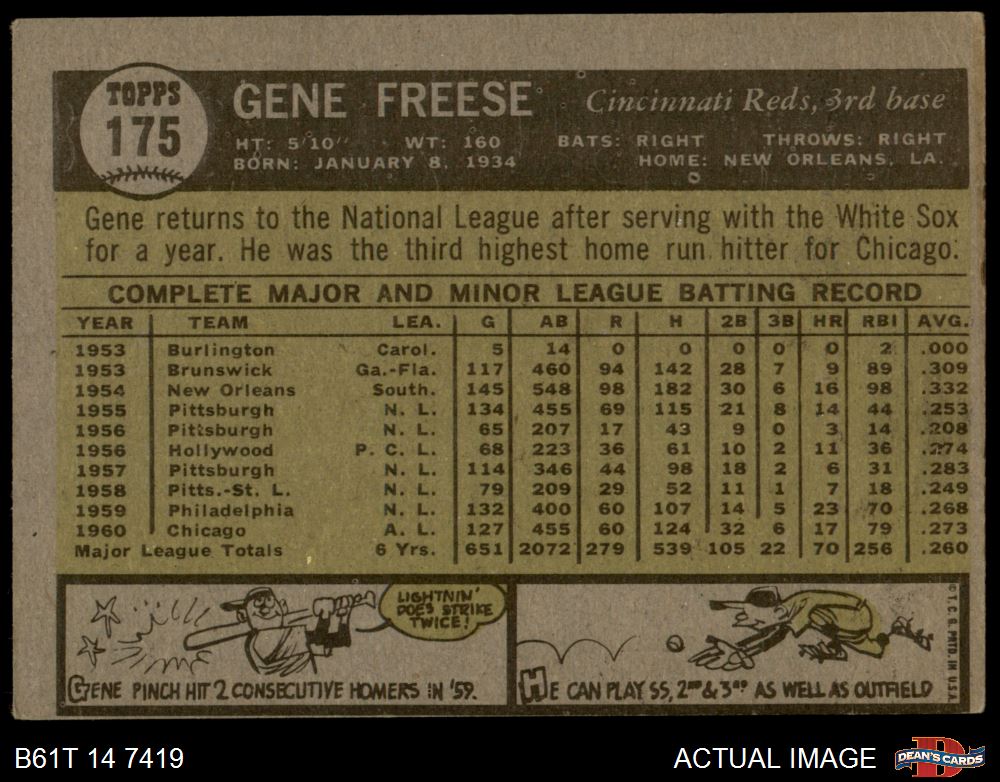 TOPPS
175
GENE FREESE
Cincinnati Reds, 3rd base
HT: 5'10" WT: 160 BATS: RIGHT THROWS: RIGHT
BORN: JANUARY 8, 1934 HOME: NEW ORLEANS, LA.
Gene returns to the National League after serving with the White Sox
for a year. He was the third highest home run hitter for Chicago.
COMPLETE MAJOR AND MINOR LEAGUE BATTING RECORD
YEAR TEAM LEA. G AB R H 2B 3B HR RBI AVG.
1953 Burlington Carol. 5 14 0 0 0 0 0 2 .000
1953 Brunswick Ga.-Fla. 117 460 94 142 28 7 9 89 .309
1954 New Orleans South. 145 548 98 182 30 6 16 98 .332
1955 Pittsburgh N. L. 134 455 69 115 21 8 14 44 .253
1956 Pittsburgh N. L. 65 207 17 43 9 0 3 14 .208
1956 Hollywood P. C. L. 68 223 36 61 10 2 11 36 .274
1957 Pittsburgh N. L. 114 346 44 98 18 2 6 31 .283
1958 Pitts.-St. L. N. L. 79 209 29 52 11 1 7 18 .249
1959 Philadelphia N. L. 132 400 60 107 14 5 23 70 .268
1960 Chicago A. L. 127 455 60 124 32 6 17 79 .273
Major League Totals 6 Yrs. 651 2072 279 539 105 22 70 256 .260
LIGHTNIN'
DOES STRIKE
TWICE!
GENE PINCH HIT 2 CONSECUTIVE HOMERS IN '59.
HE CAN PLAY SS, 2ND & 3RD AS WELL AS OUTFIELD
© T. C. G. PRTD. IN U.S.A.
B61T 14 7419
ACTUAL IMAGE
D
DEAN'S CARDS